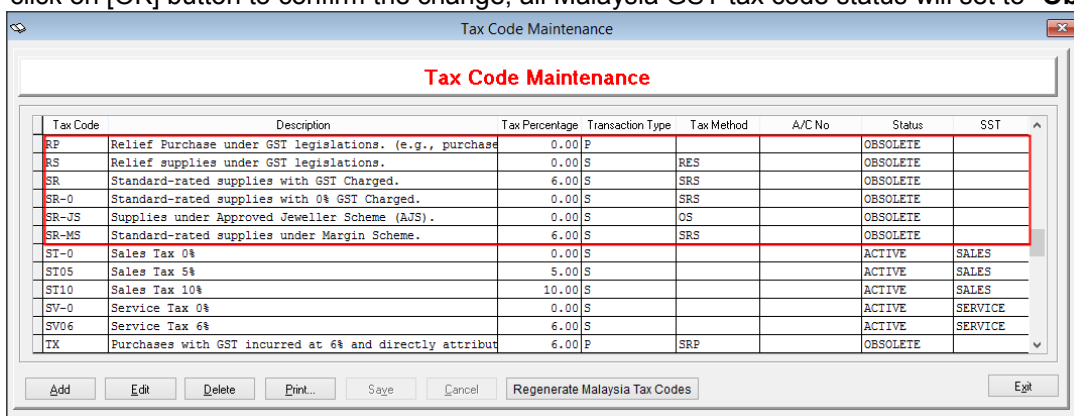 click on [OK] button to confirm the change, all Malaysia GST tax code status will set to "Ob
Tax Code Maintenance
Tax Code Maintenance
Tax Code Description Tax Percentage Transaction Type Tax Method A/C No Status SST
RP Relief Purchase under GST legislations. (e.g., purchase 0.00 P OBSOLETE
RS Relief supplies under GST legislations. 0.00 S RES OBSOLETE
SR Standard-rated supplies with GST Charged. 6.00 S SRS OBSOLETE
SR-0 Standard-rated supplies with 0% GST Charged. 0.00 S SRS OBSOLETE
SR-JS Supplies under Approved Jeweller Scheme (AJS). 0.00 S OS OBSOLETE
SR-MS Standard-rated supplies under Margin Scheme. 6.00 S SRS OBSOLETE
ST-0 Sales Tax 0% 0.00 S ACTIVE SALES
ST05 Sales Tax 5% 5.00 S ACTIVE SALES
ST10 Sales Tax 10% 10.00 S ACTIVE SALES
SV-0 Service Tax 0% 0.00 S ACTIVE SERVICE
SV06 Service Tax 6% 6.00 S ACTIVE SERVICE
TX Purchases with GST incurred at 6% and directly attribut 6.00 P SRP OBSOLETE
Add Edit Delete Print... Save Cancel Regenerate Malaysia Tax Codes Exit